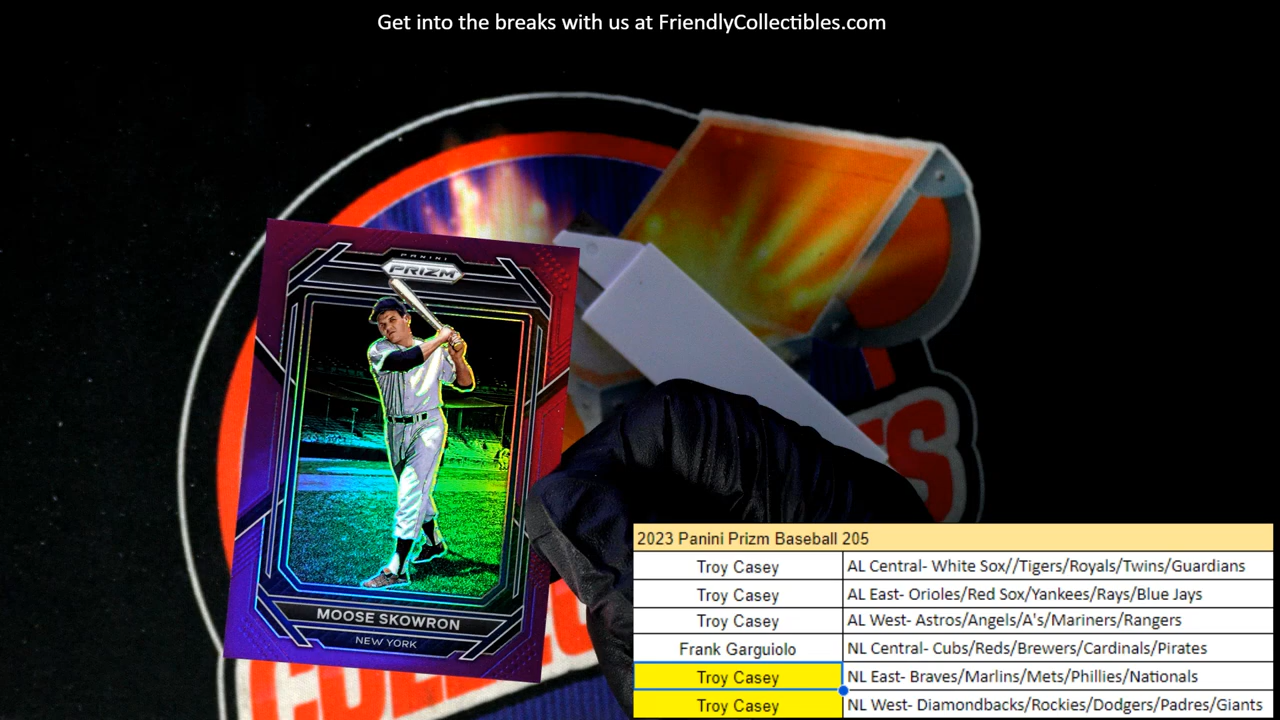 Get into the breaks with us at FriendlyCollectibles.com
PANINI
PRIZM
MOOSE SKOWRON
NEW YORK
2023 Panini Prizm Baseball 205
Troy Casey AL Central- White Sox//Tigers/Royals/Twins/Guardians
Troy Casey AL East- Orioles/Red Sox/Yankees/Rays/Blue Jays
Troy Casey AL West- Astros/Angels/A's/Mariners/Rangers
Frank Garguiolo NL Central- Cubs/Reds/Brewers/Cardinals/Pirates
Troy Casey NL East- Braves/Marlins/Mets/Phillies/Nationals
Troy Casey NL West- Diamondbacks/Rockies/Dodgers/Padres/Giants